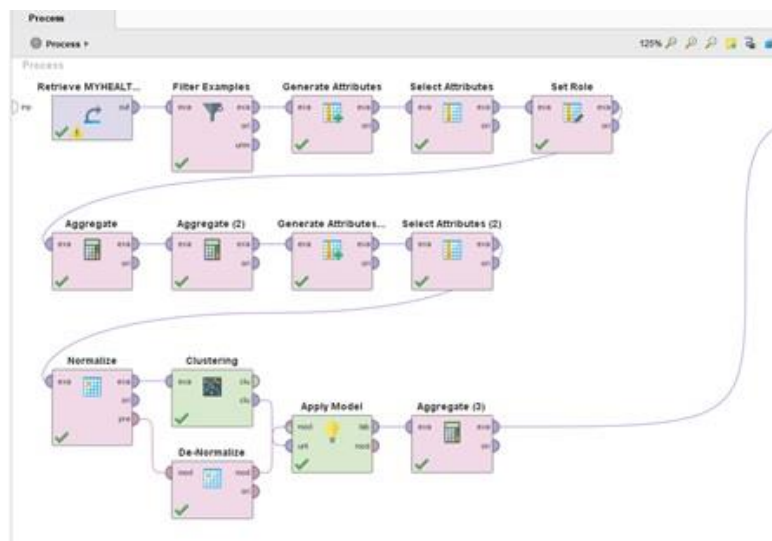 Process
Process
125%
Process
Retrieve MYHEALT...
Filter Examples
Generate Attributes
Select Attributes
Set Role
inp
out
exa
exa
ori
unm
exa
exa
ori
exa
exa
ori
exa
exa
ori
Aggregate
Aggregate (2)
Generate Attributes...
Select Attributes (2)
exa
exa
ori
exa
exa
ori
exa
exa
ori
exa
exa
ori
Normalize
Clustering
exa
exa
ori
pre
exa
clu
clu
Apply Model
Aggregate (3)
mod
lab
unl
mod
exa
exa
ori
De-Normalize
mod
mod
ori